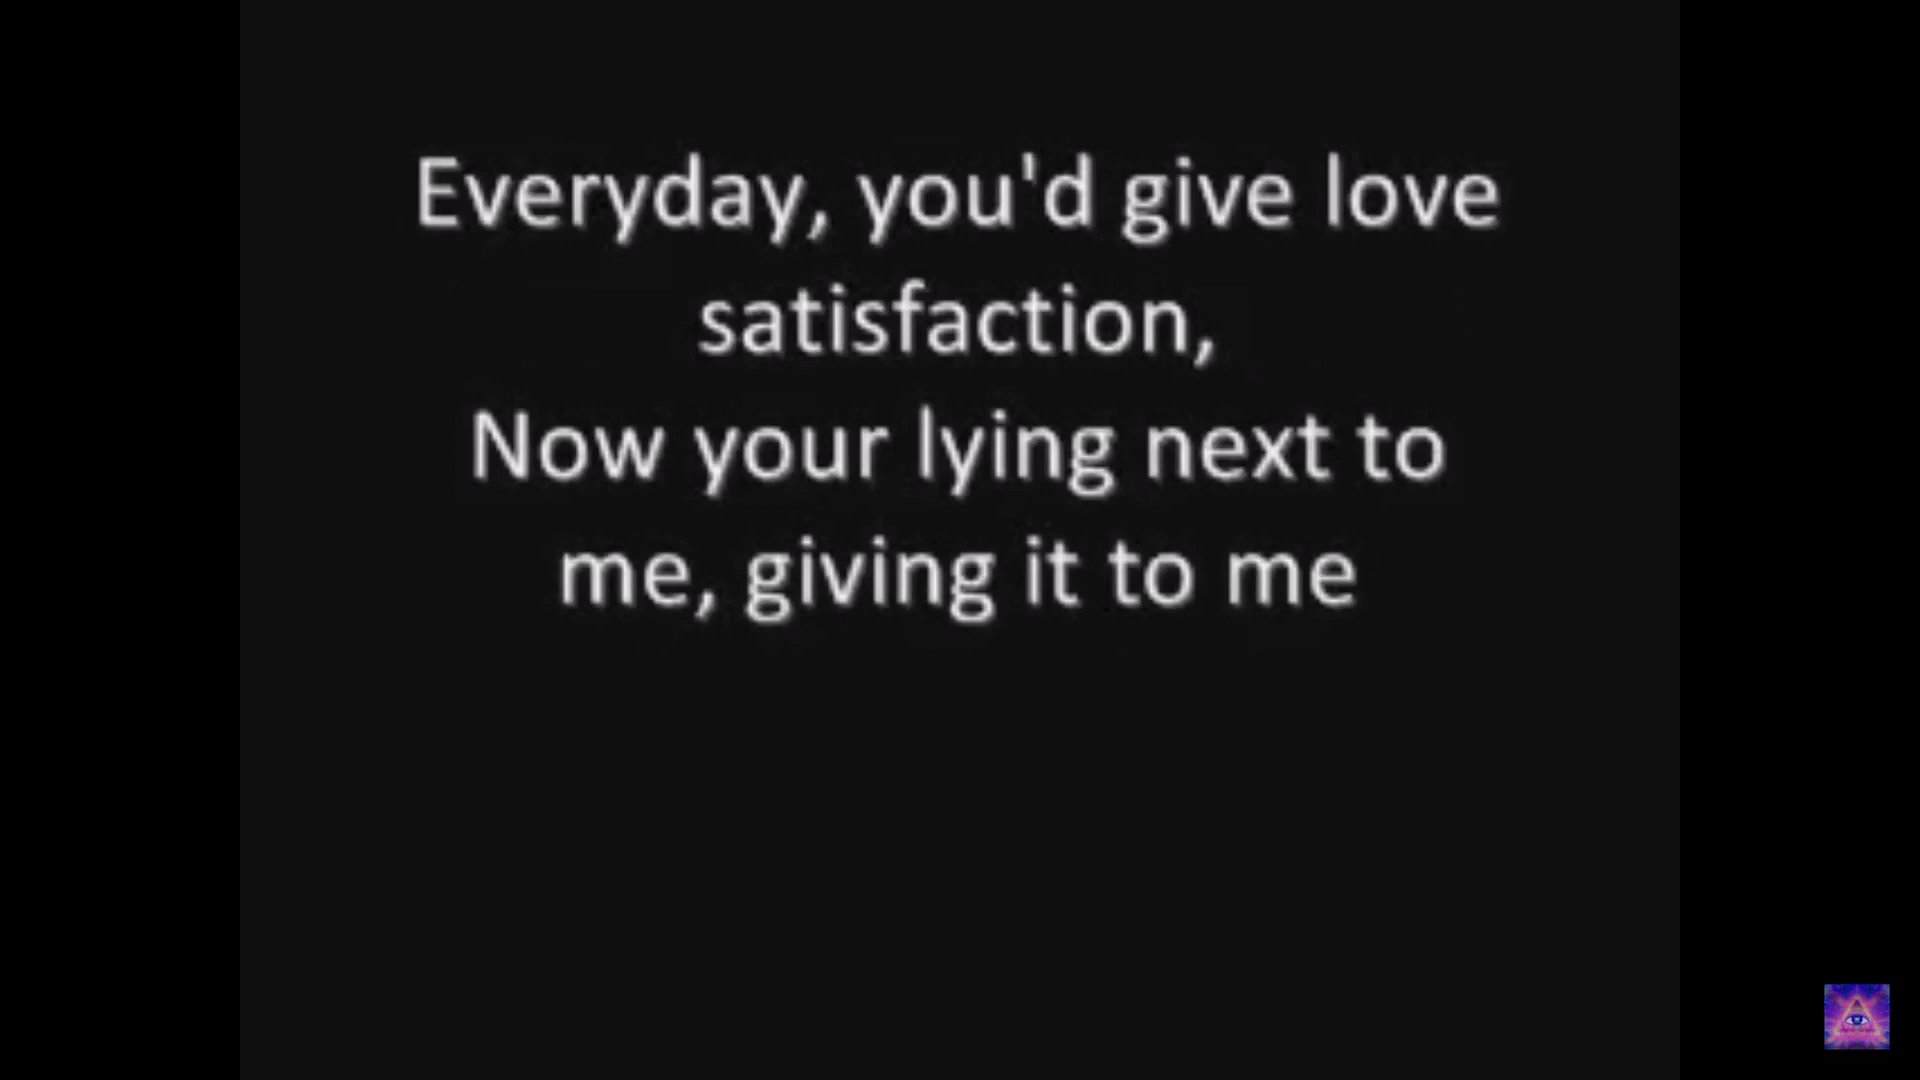 Everyday, you'd give love
satisfaction,
Now your lying next to
me, giving it to me